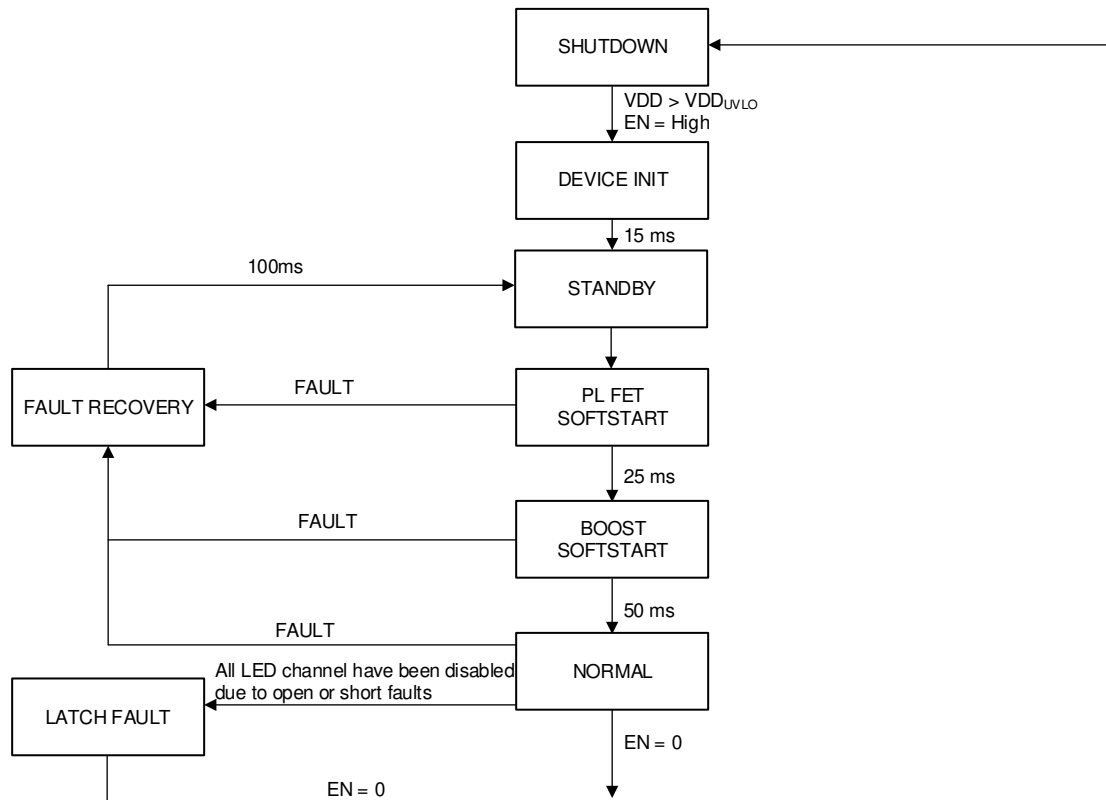 SHUTDOWN
VDD > VDDUVLO
EN = High
DEVICE INIT
15 ms
100ms
STANDBY
FAULT RECOVERY
FAULT
PL FET
SOFTSTART
25 ms
FAULT
BOOST
SOFTSTART
50 ms
FAULT
NORMAL
All LED channel have been disabled
due to open or short faults
LATCH FAULT
EN = 0
EN = 0